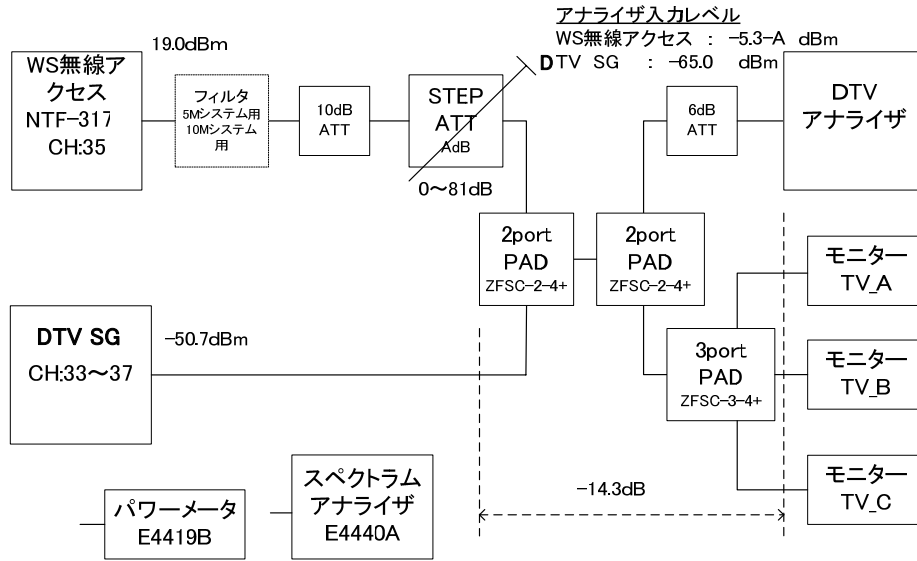 アナライザ入力レベル
WS無線アクセス : -5.3-A dBm
DTV SG : -65.0 dBm
19.0dBm
WS無線ア
クセス
NTF-317
CH:35
フィルタ
5Mシステム用
10Mシステム
用
10dB
ATT
STEP
ATT
AdB
0～81dB
6dB
ATT
DTV
アナライザ
2port
PAD
ZFSC-2-4+
2port
PAD
ZFSC-2-4+
モニター
TV_A
DTV SG
CH:33～37
-50.7dBm
3port
PAD
ZFSC-3-4+
モニター
TV_B
モニター
TV_C
-14.3dB
パワーメータ
E4419B
スペクトラム
アナライザ
E4440A